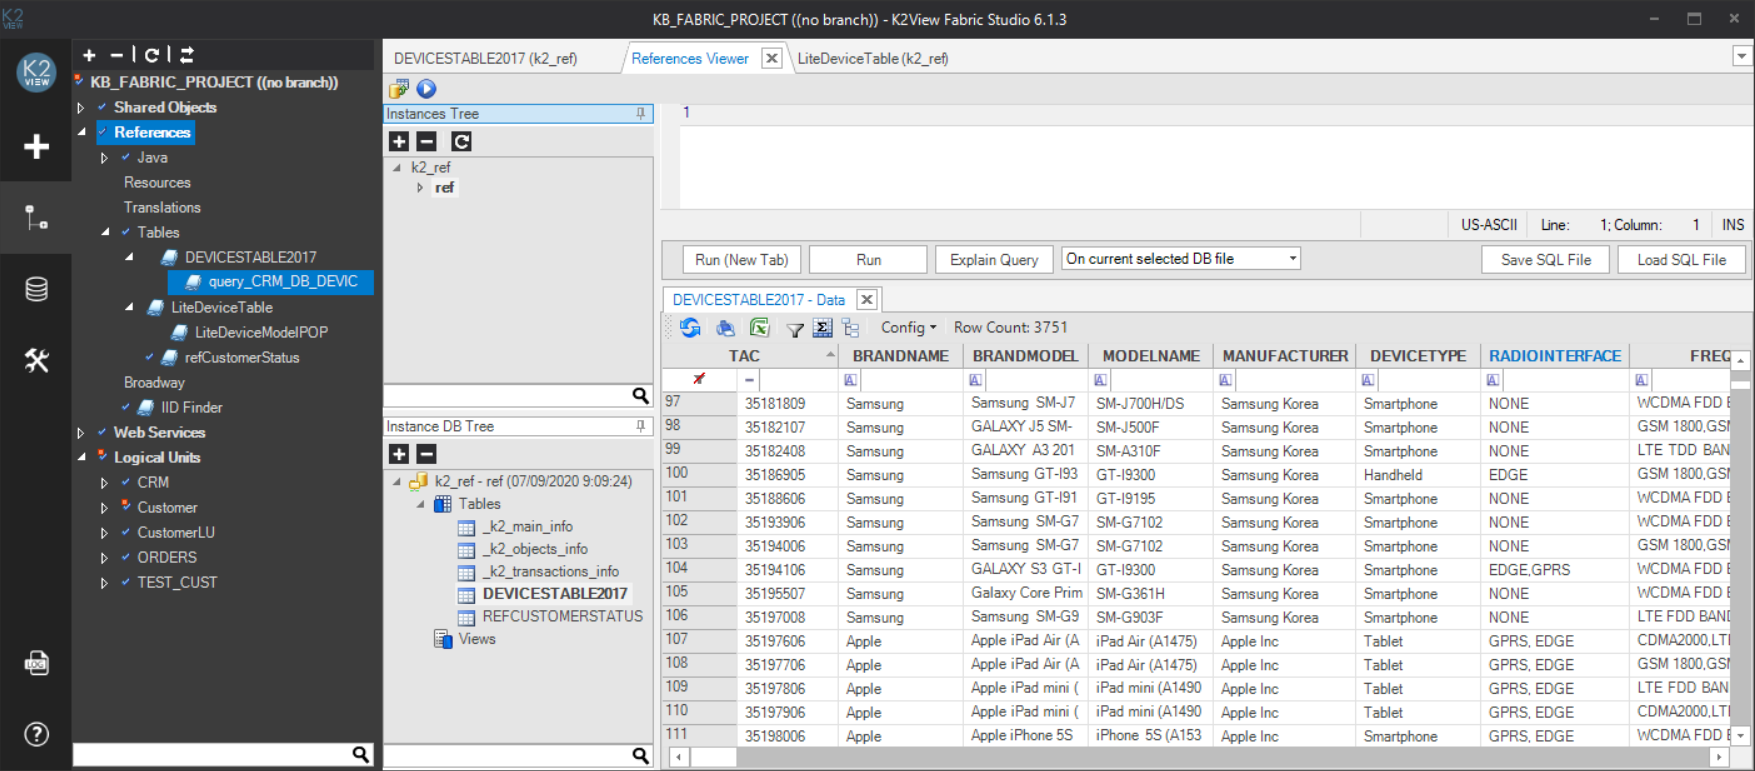 K2 VIEW
KB_FABRIC_PROJECT ((no branch)) - K2View Fabric Studio 6.1.3
K2 VIEW
KB_FABRIC_PROJECT ((no branch))
Shared Objects
References
Java
Resources
Translations
Tables
DEVICESTABLE2017
query_CRM_DB_DEVIC
LiteDeviceTable
LiteDeviceModelPOP
refCustomerStatus
Broadway
IID Finder
Web Services
Logical Units
CRM
Customer
CustomerLU
ORDERS
TEST_CUST
LOG
DEVICESTABLE2017 (k2_ref)
References Viewer
LiteDeviceTable (k2_ref)
Instances Tree
k2_ref
ref
Instance DB Tree
k2_ref - ref (07/09/2020 9:09:24)
Tables
_k2_main_info
_k2_objects_info
_k2_transactions_info
DEVICESTABLE2017
REFCUSTOMERSTATUS
Views
1
US-ASCII Line: 1; Column: 1 INS
Run (New Tab) Run Explain Query On current selected DB file Save SQL File Load SQL File
DEVICESTABLE2017 - Data
Config Row Count: 3751
TAC BRANDNAME BRANDMODEL MODELNAME MANUFACTURER DEVICETYPE RADIOINTERFACE FREQ
97 35181809 Samsung Samsung SM-J7 SM-J700H/DS Samsung Korea Smartphone NONE WCDMA FDD B
98 35182107 Samsung GALAXY J5 SM- SM-J500F Samsung Korea Smartphone NONE GSM 1800,GSM
99 35182408 Samsung GALAXY A3 201 SM-A310F Samsung Korea Smartphone NONE LTE TDD BAN
100 35186905 Samsung Samsung GT-I93 GT-I9300 Samsung Korea Handheld EDGE GSM 1800,GSM
101 35188606 Samsung Samsung GT-I91 GT-I9195 Samsung Korea Smartphone NONE WCDMA FDD B
102 35193906 Samsung Samsung SM-G7 SM-G7102 Samsung Korea Smartphone NONE WCDMA FDD B
103 35194006 Samsung Samsung SM-G7 SM-G7102 Samsung Korea Smartphone NONE GSM 1800,GSM
104 35194106 Samsung GALAXY S3 GT-I GT-I9300 Samsung Korea Smartphone EDGE,GPRS WCDMA FDD B
105 35195507 Samsung Galaxy Core Prim SM-G361H Samsung Korea Smartphone NONE WCDMA FDD B
106 35197008 Samsung Samsung SM-G9 SM-G903F Samsung Korea Smartphone NONE LTE FDD BAND
107 35197606 Apple Apple iPad Air (A iPad Air (A1475) Apple Inc Tablet GPRS, EDGE CDMA2000,LTE
108 35197706 Apple Apple iPad Air (A iPad Air (A1475) Apple Inc Tablet GPRS, EDGE GSM 1800,GSM
109 35197806 Apple Apple iPad mini ( iPad mini (A1490 Apple Inc Tablet GPRS, EDGE LTE FDD BAN
110 35197906 Apple Apple iPad mini ( iPad mini (A1490 Apple Inc Tablet GPRS, EDGE CDMA2000,LTE
111 35198006 Apple Apple iPhone 5S iPhone 5S (A153 Apple Inc Smartphone GPRS, EDGE WCDMA FDD B